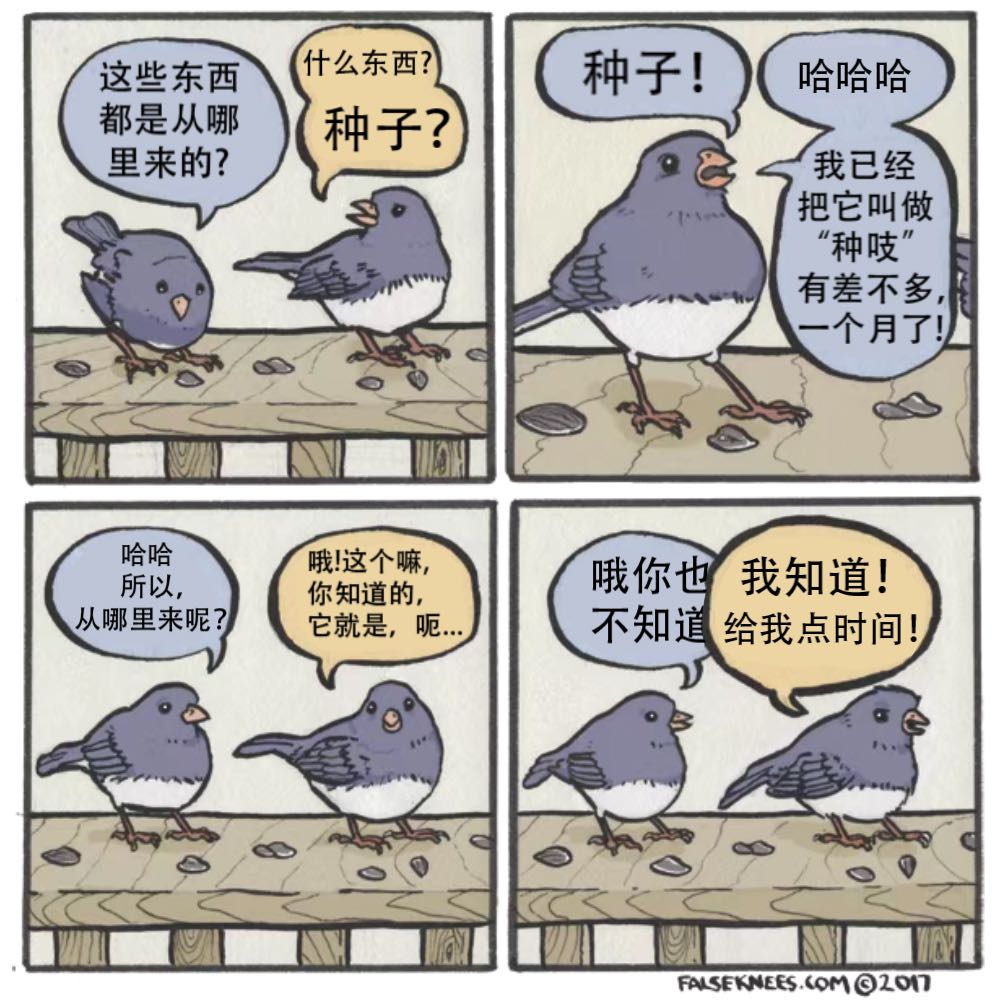 这些东西
都是从哪
里来的?
什么东西?
种子?
种子!
哈哈哈
我已经
把它叫做
“种吱”
有差不多,
一个月了!
哈哈
所以,
从哪里来呢?
哦!这个嘛,
你知道的,
它就是，呃...
哦你也
不知道
我知道!
给我点时间!
FALSEKNEES.COM © 2017